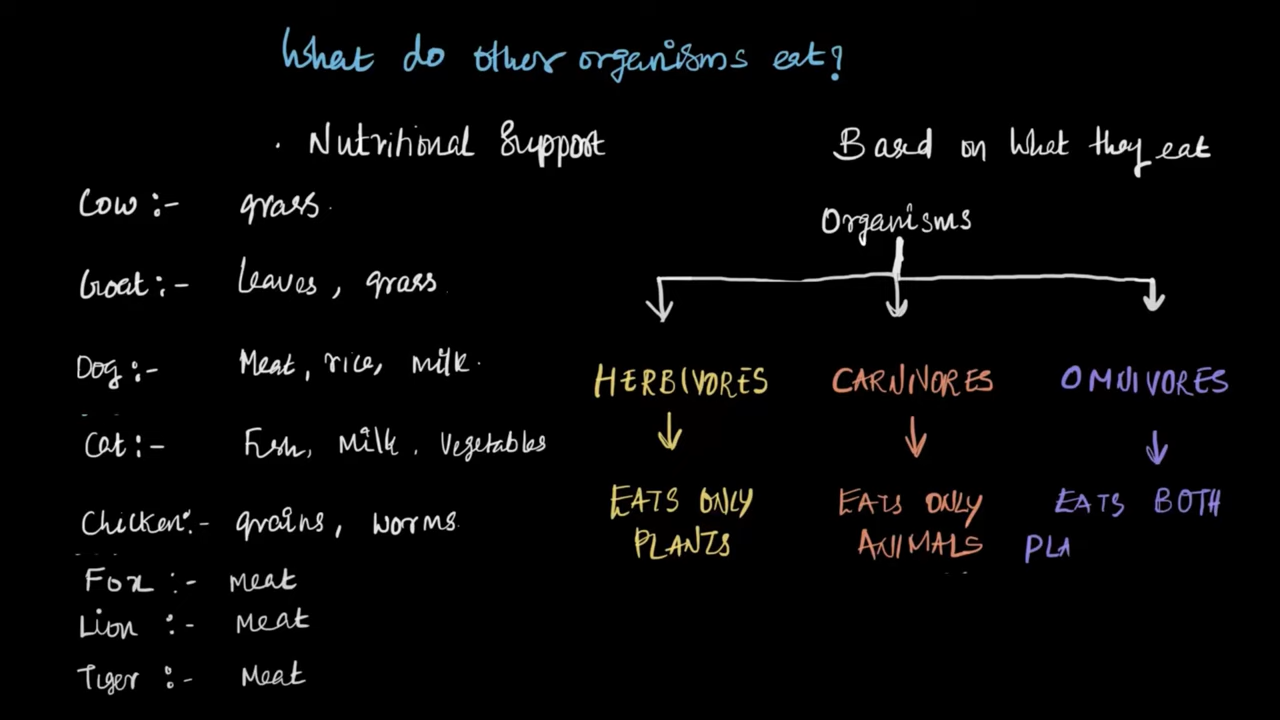 What do other organisms eat?
· Nutritional Support
Cow :- grass.
Goat :- leaves, grass.
Dog :- Meat, rice, milk.
Cat :- Fish, Milk, vegetables
Chicken :- grains, worms.
Fox :- Meat
Lion :- Meat
Tiger :- Meat
Based on What they eat
Organisms
HERBIVORES
EATS ONLY
PLANTS
CARNIVORES
EATS ONLY
ANIMALS
OMNIVORES
EATS BOTH
PLA